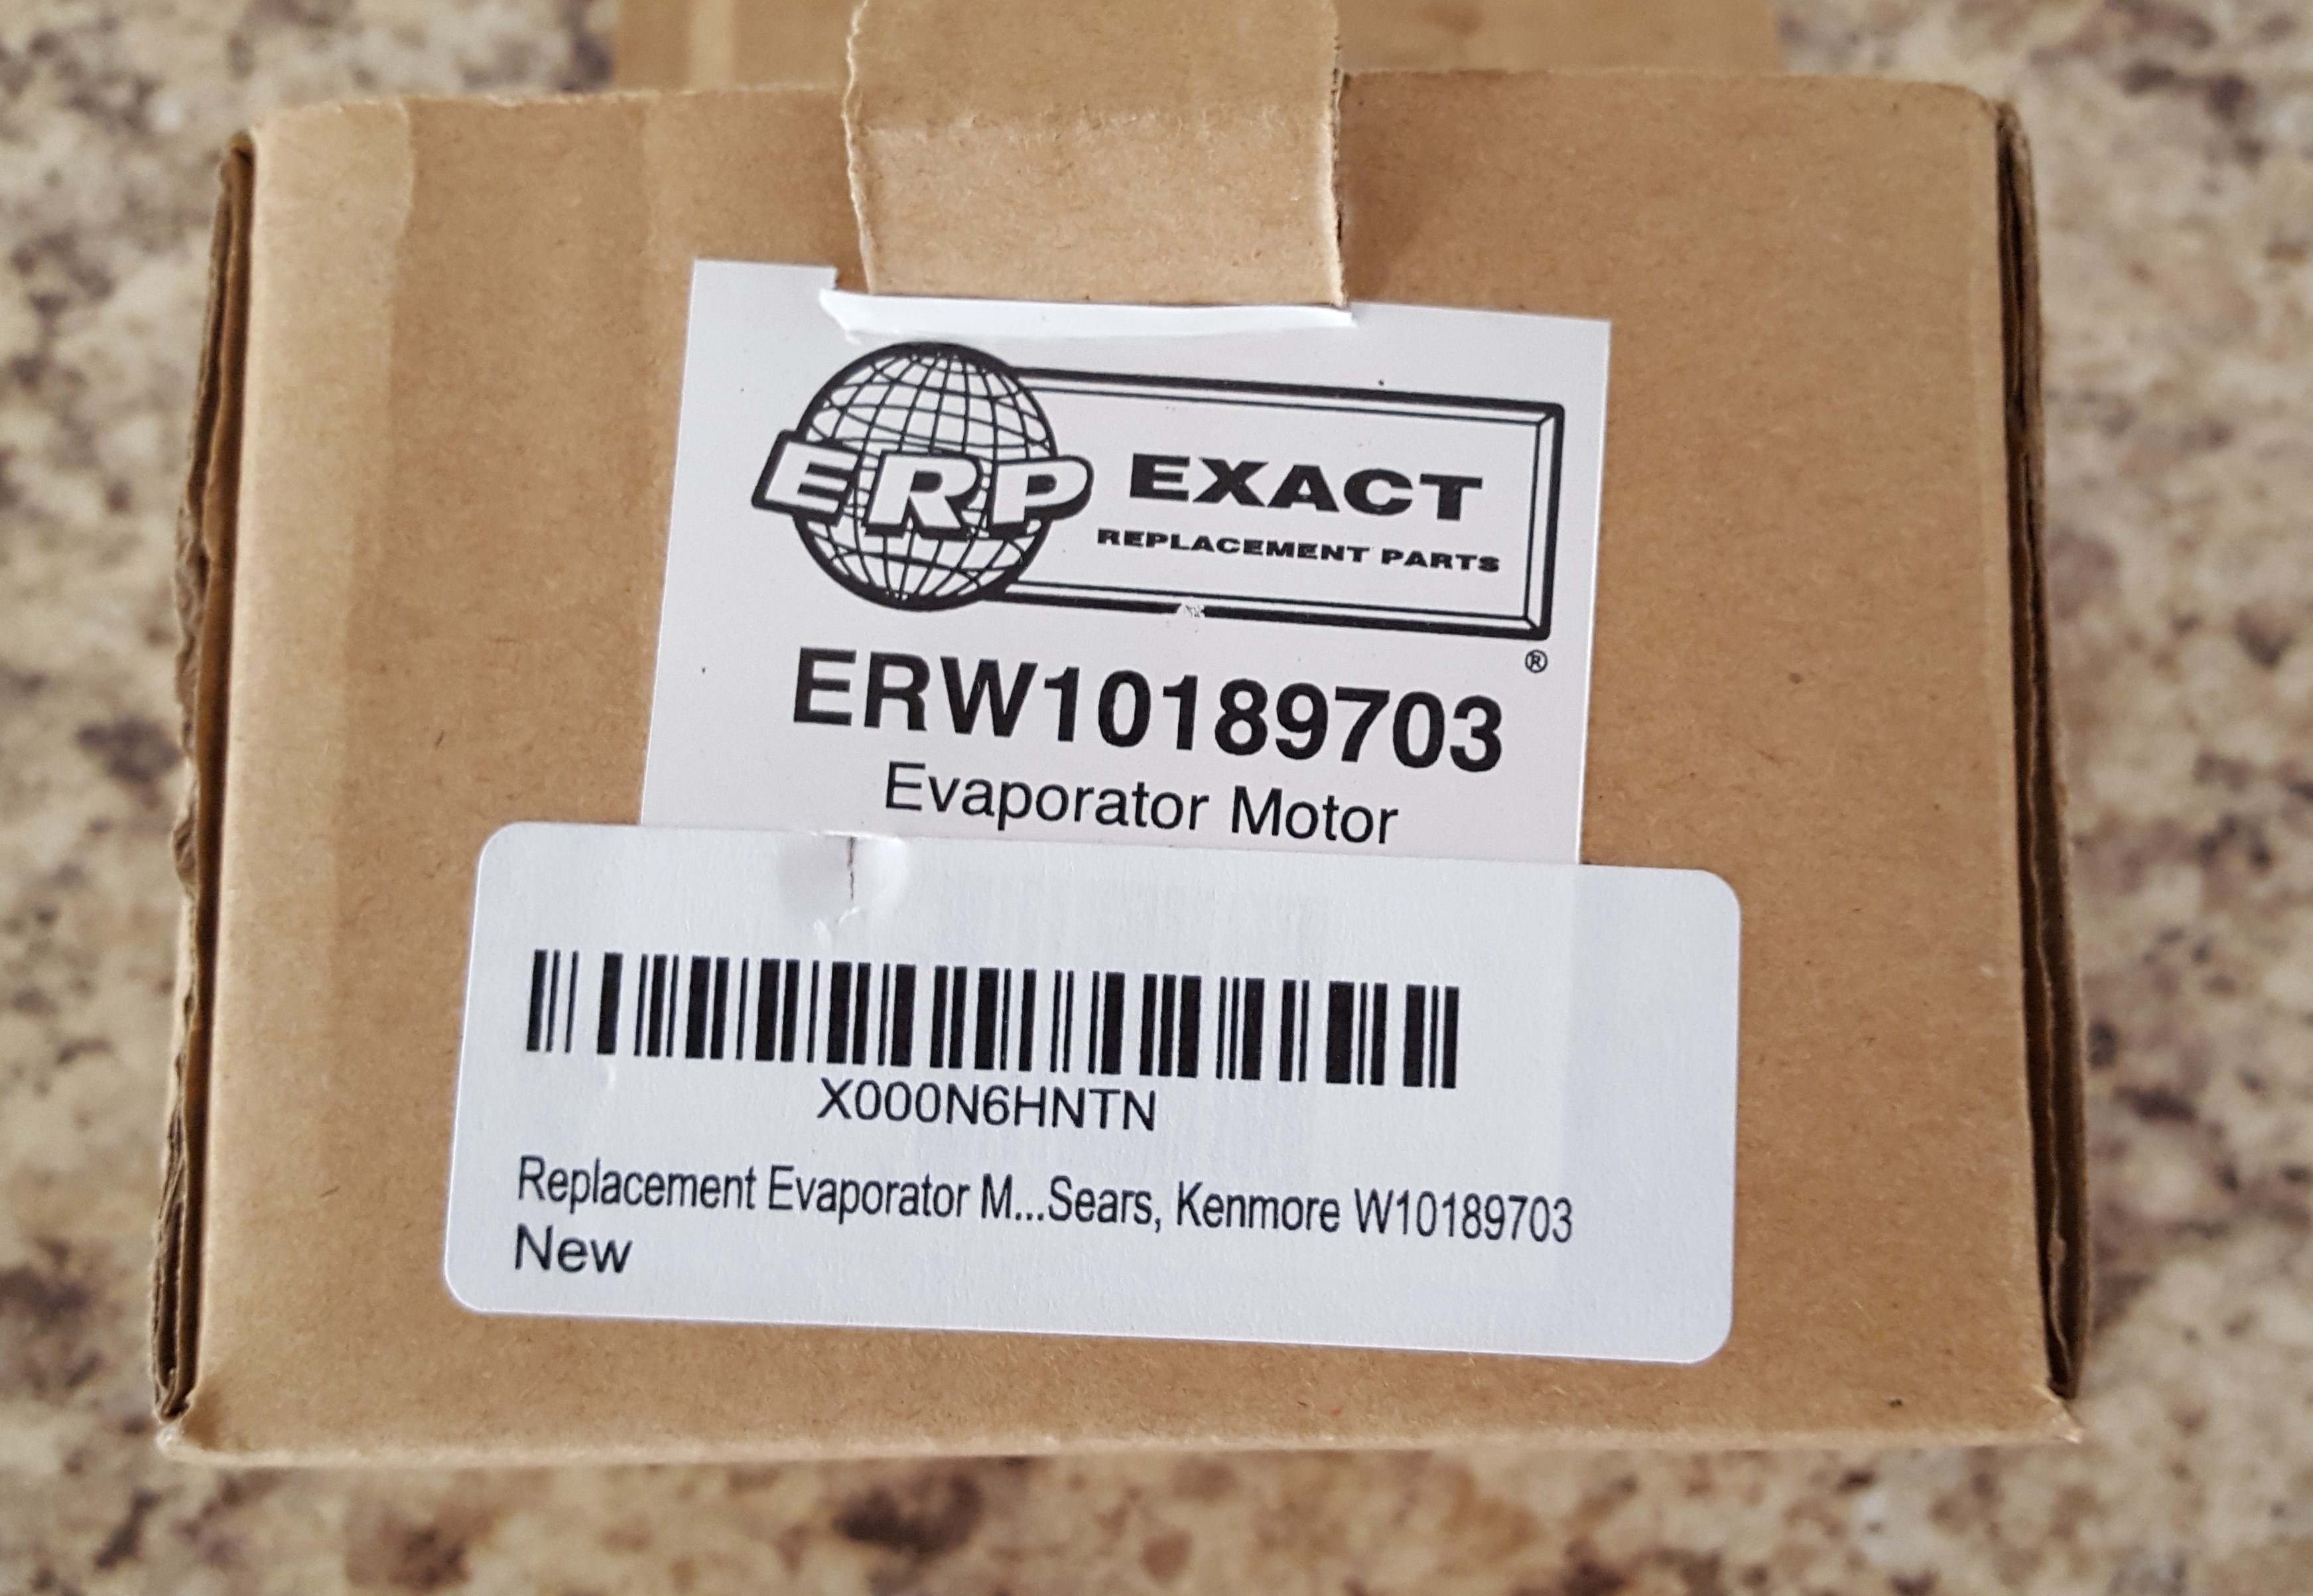 ERP EXACT
REPLACEMENT PARTS
®
ERW10189703
Evaporator Motor
X000N6HNTN
Replacement Evaporator M...Sears, Kenmore W10189703
New